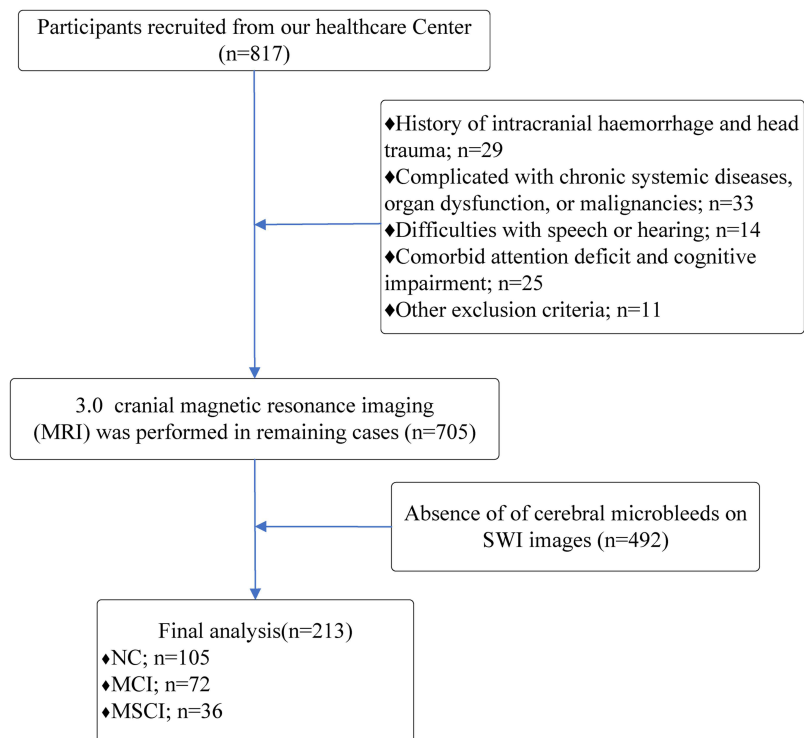 Participants recruited from our healthcare Center
(n=817)
♦History of intracranial haemorrhage and head
trauma; n=29
♦Complicated with chronic systemic diseases,
organ dysfunction, or malignancies; n=33
♦Difficulties with speech or hearing; n=14
♦Comorbid attention deficit and cognitive
impairment; n=25
♦Other exclusion criteria; n=11
3.0 cranial magnetic resonance imaging
(MRI) was performed in remaining cases (n=705)
Absence of of cerebral microbleeds on
SWI images (n=492)
Final analysis(n=213)
♦NC; n=105
♦MCI; n=72
♦MSCI; n=36